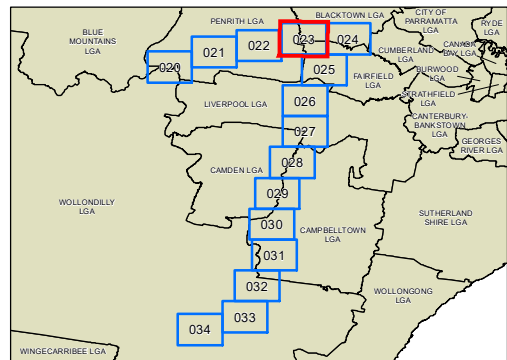 BLUE
MOUNTAINS
LGA
PENRITH LGA
BLACKTOWN LGA
CITY OF
PARRAMATTA
LGA
RYDE
LGA
020
021
022
023
024
025
CUMBERLAND
LGA
CANADA
BAY LGA
BURWOOD
LGA
STRATHFIELD
LGA
FAIRFIELD
LGA
LIVERPOOL LGA
026
027
CANTERBURY-
BANKSTOWN
LGA
GEORGES
RIVER LGA
CAMDEN LGA
028
029
WOLLONDILLY
LGA
030
CAMPBELLTOWN
LGA
SUTHERLAND
SHIRE LGA
031
032
WOLLONGONG
LGA
033
034
WINGECARRIBEE LGA